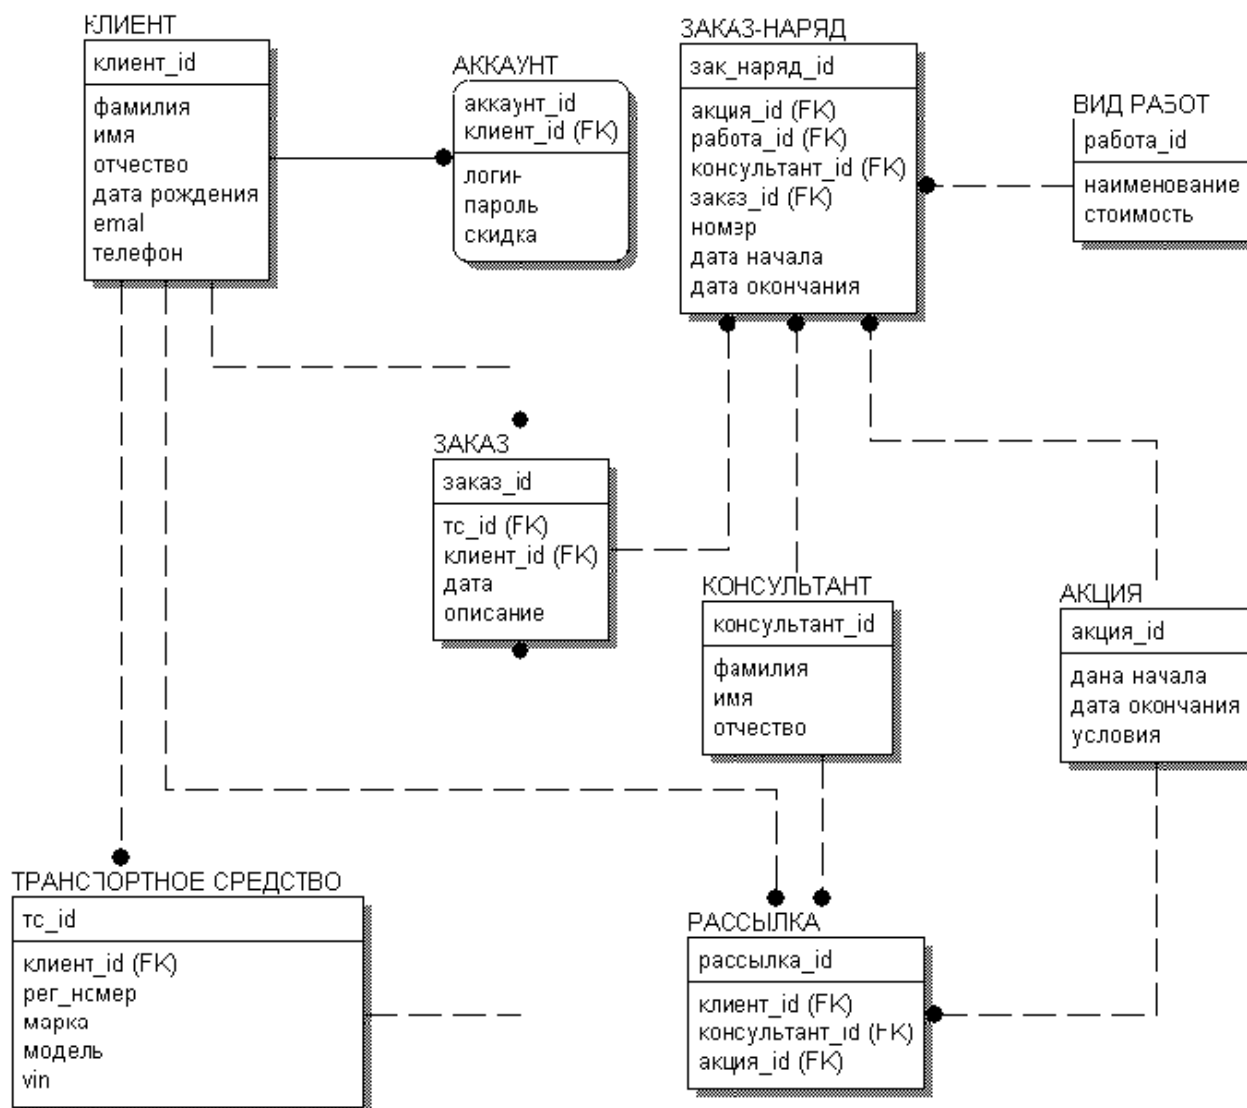 КЛИЕНТ
клиент_id
фамилия
имя
отчество
дата рождения
emal
телефон
АККАУНТ
аккаунт_id
клиент_id (FK)
логин
пароль
скидка
ЗАКАЗ-НАРЯД
зак_наряд_id
акция_id (FK)
работа_id (FK)
консультант_id (FK)
заказ_id (FK)
номер
дата начала
дата окончания
ВИД РАБОТ
работа_id
наименование
стоимость
ЗАКАЗ
заказ_id
тс_id (FK)
клиент_id (FK)
дата
описание
КОНСУЛЬТАНТ
консультант_id
фамилия
имя
отчество
АКЦИЯ
акция_id
дана начала
дата окончания
условия
ТРАНСПОРТНОЕ СРЕДСТВО
тс_id
клиент_id (FK)
рег_номер
марка
модель
vin
РАССЫЛКА
рассылка_id
клиент_id (FK)
консультант_id (FK)
акция_id (FK)